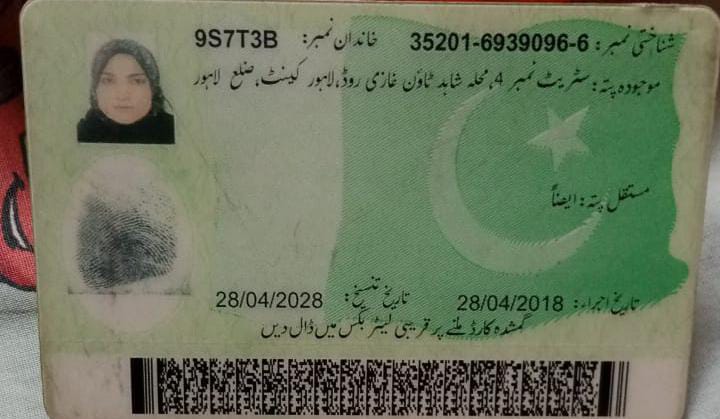 شناختی نمبر: 35201-6939096-6 خاندان نمبر: 9S7T3B
موجودہ پتہ: سٹریٹ نمبر 4، محلہ شاہد ٹاؤن غازی روڈ، لاہور کینٹ، ضلع لاہور
مستقل پتہ: ایضاً
تاریخ اجراء: 28/04/2018 تاریخ تنسیخ: 28/04/2028
گمشدہ کارڈ ملنے پر قریبی لیٹر بکس میں ڈال دیں